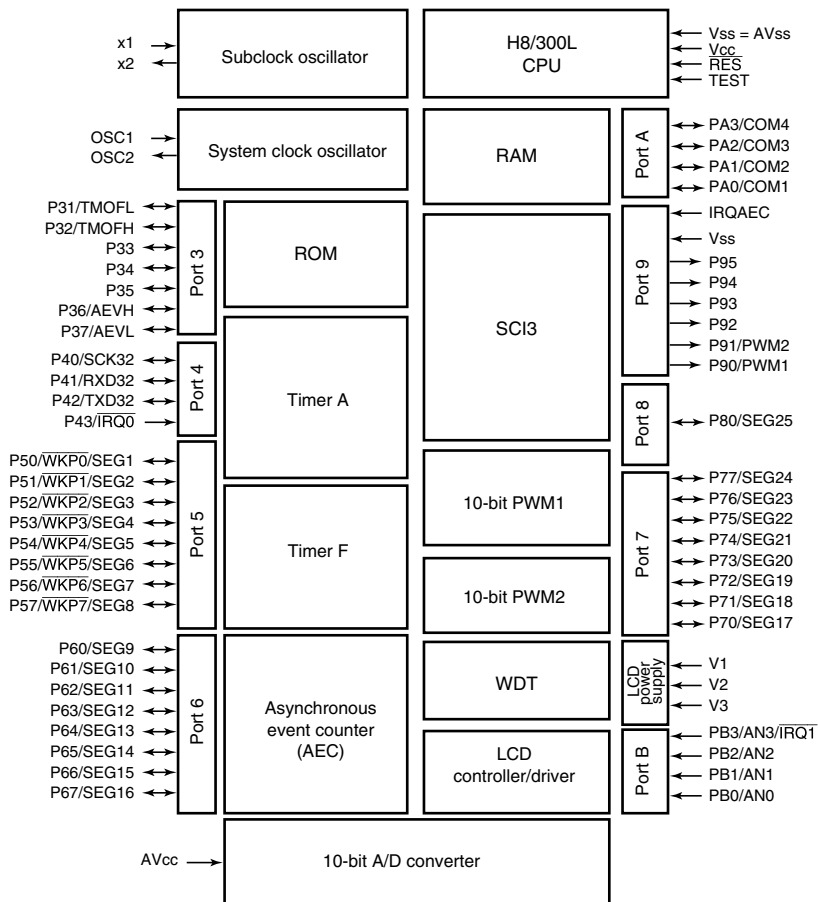 x1
x2
Subclock oscillator
H8/300L
CPU
Vss = AVss
Vcc
RES
TEST
OSC1
OSC2
System clock oscillator
RAM
Port A
PA3/COM4
PA2/COM3
PA1/COM2
PA0/COM1
P31/TMOFL
P32/TMOFH
P33
P34
P35
P36/AEVH
P37/AEVL
Port 3
ROM
SCI3
Port 9
IRQAEC
Vss
P95
P94
P93
P92
P91/PWM2
P90/PWM1
P40/SCK32
P41/RXD32
P42/TXD32
P43/IRQ0
Port 4
Timer A
Port 8
P80/SEG25
P50/WKP0/SEG1
P51/WKP1/SEG2
P52/WKP2/SEG3
P53/WKP3/SEG4
P54/WKP4/SEG5
P55/WKP5/SEG6
P56/WKP6/SEG7
P57/WKP7/SEG8
Port 5
Timer F
10-bit PWM1
10-bit PWM2
Port 7
P77/SEG24
P76/SEG23
P75/SEG22
P74/SEG21
P73/SEG20
P72/SEG19
P71/SEG18
P70/SEG17
P60/SEG9
P61/SEG10
P62/SEG11
P63/SEG12
P64/SEG13
P65/SEG14
P66/SEG15
P67/SEG16
Port 6
Asynchronous
event counter
(AEC)
WDT
LCD
power
supply
V1
V2
V3
LCD
controller/driver
Port B
PB3/AN3/IRQ1
PB2/AN2
PB1/AN1
PB0/AN0
AVcc
10-bit A/D converter